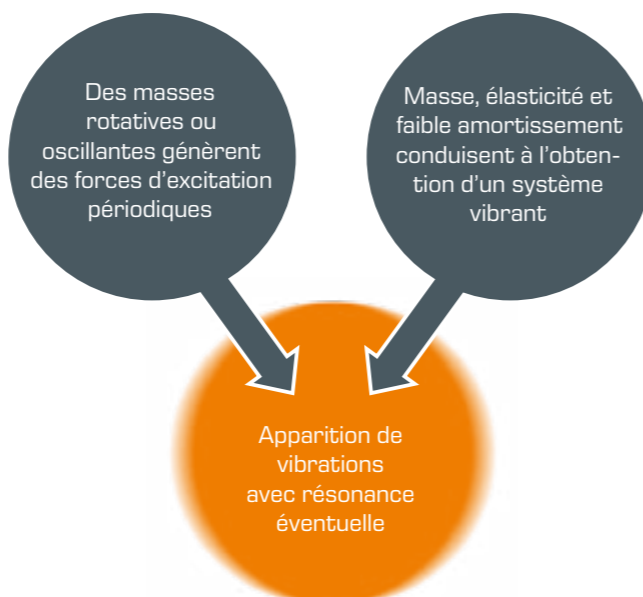 Des masses
rotatives ou
oscillantes génèrent
des forces d'excitation
périodiques
Masse, élasticité et
faible amortissement
conduisent à l'obten-
tion d'un système
vibrant
Apparition de
vibrations
avec résonance
éventuelle